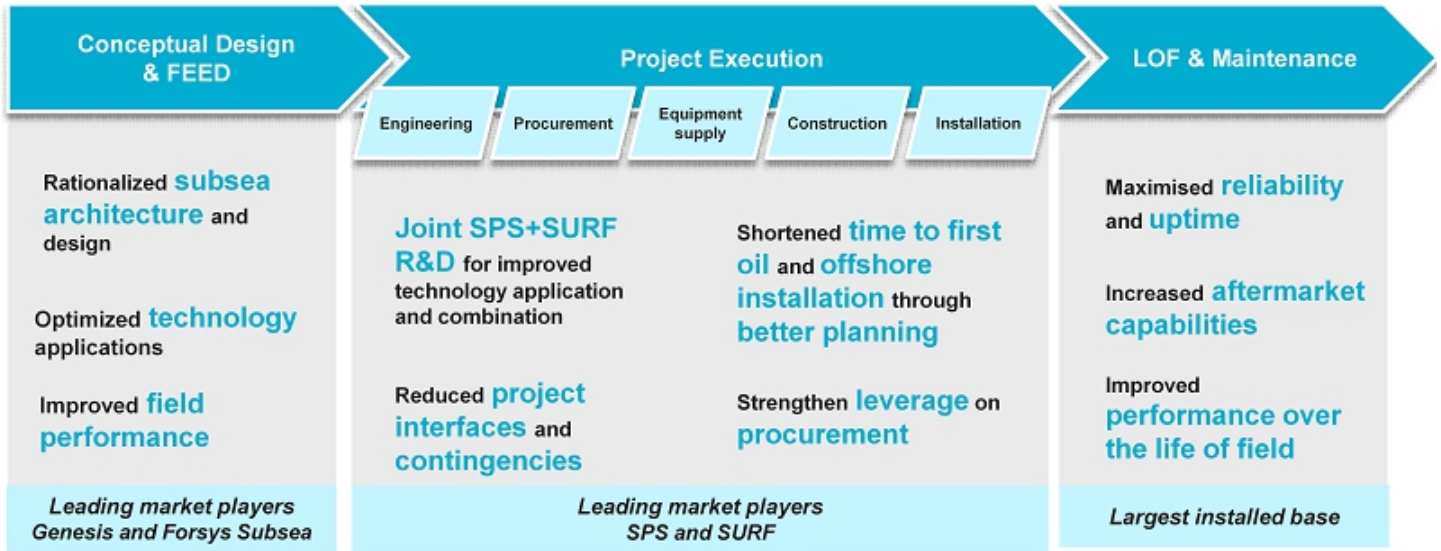 Conceptual Design
& FEED
Project Execution
LOF & Maintenance
Engineering
Procurement
Equipment
supply
Construction
Installation
Rationalized subsea
architecture and
design
Optimized technology
applications
Improved field
performance
Joint SPS+SURF
R&D for improved
technology application
and combination
Reduced project
interfaces and
contingencies
Shortened time to first
oil and offshore
installation through
better planning
Strengthen leverage on
procurement
Maximised reliability
and uptime
Increased aftermarket
capabilities
Improved
performance over
the life of field
Leading market players
Genesis and Forsys Subsea
Leading market players
SPS and SURF
Largest installed base